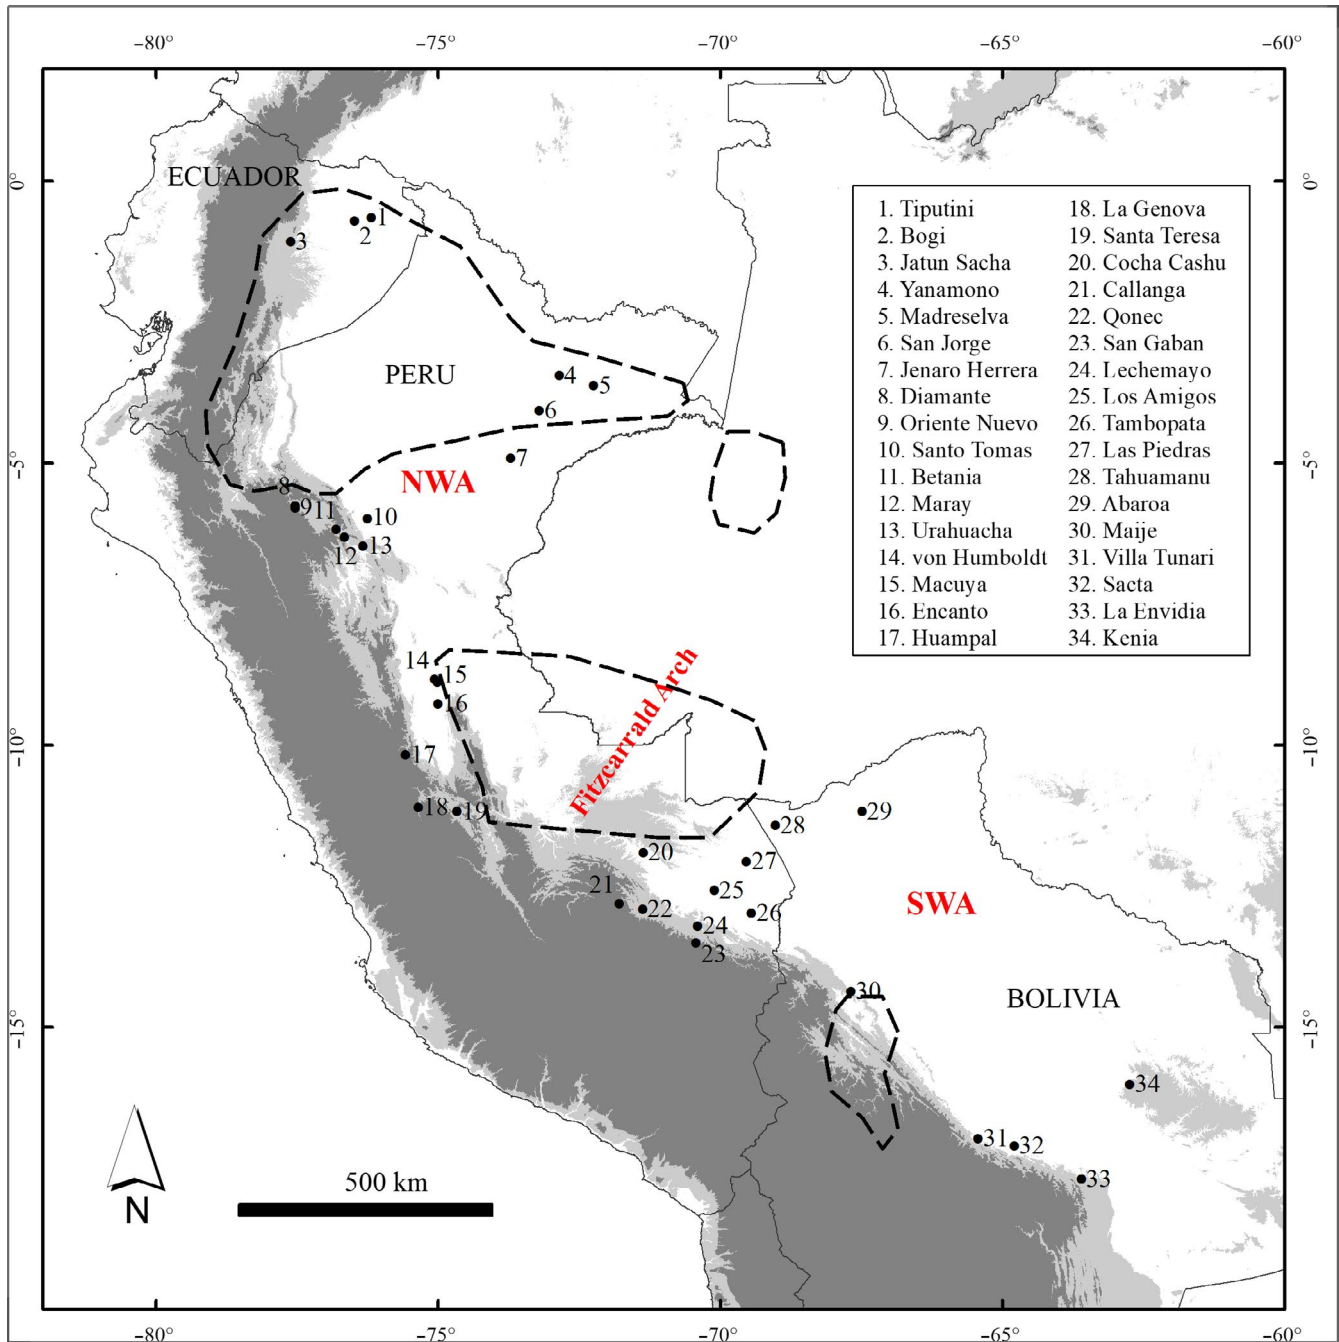 −80° −75° −70° −65° −60°
0° 0°
ECUADOR
1
2
3
1. Tiputini
2. Bogi
3. Jatun Sacha
4. Yanamono
5. Madreselva
6. San Jorge
7. Jenaro Herrera
8. Diamante
9. Oriente Nuevo
10. Santo Tomas
11. Betania
12. Maray
13. Urahuacha
14. von Humboldt
15. Macuya
16. Encanto
17. Huampal
18. La Genova
19. Santa Teresa
20. Cocha Cashu
21. Callanga
22. Qonec
23. San Gaban
24. Lechemayo
25. Los Amigos
26. Tambopata
27. Las Piedras
28. Tahuamanu
29. Abaroa
30. Maije
31. Villa Tunari
32. Sacta
33. La Envidia
34. Kenia
PERU
4
5
6
7
−5° −5°
NWA
8
9
11
10
12
13
14
15
16
Fitzcarrald Arch
−10° −10°
17
18
19
20
28
29
27
21
25
22
26
24
23
SWA
30
BOLIVIA
−15° −15°
34
31
32
33
500 km
N
−80° −75° −70° −65° −60°